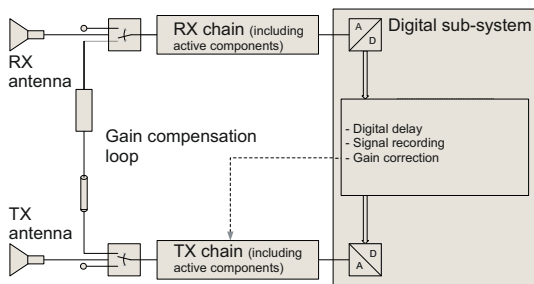 RX chain (including
active components)
A
D
Digital sub-system
RX
antenna
Gain compensation
loop
- Digital delay
- Signal recording
- Gain correction
TX
antenna
TX chain (including
active components)
D
A